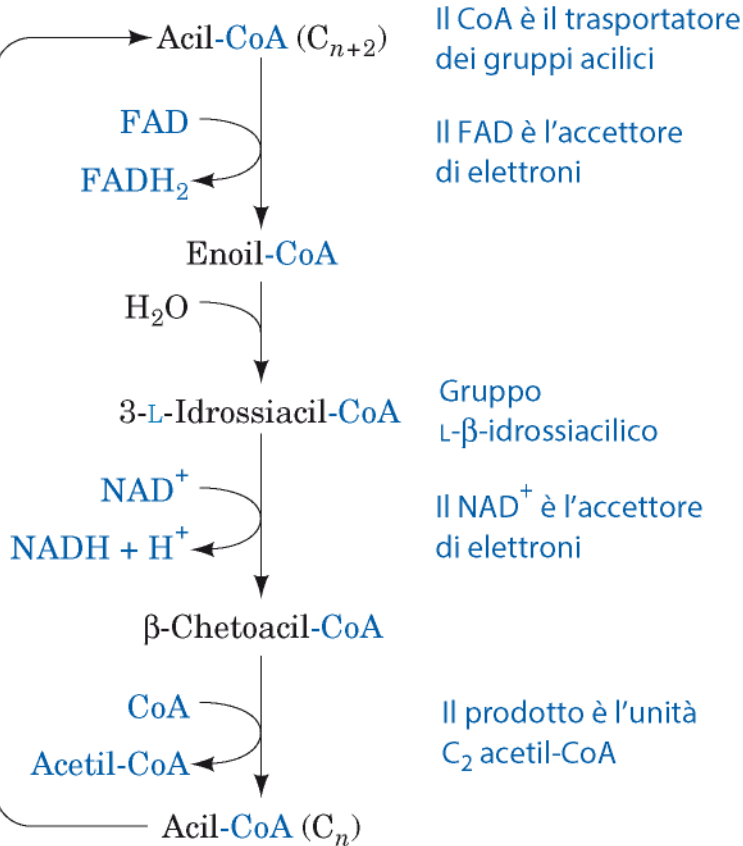 Acil-CoA (Cₙ₊₂)
Il CoA è il trasportatore
dei gruppi acilici
FAD
FADH₂
Il FAD è l'accettore
di elettroni
Enoil-CoA
H₂O
3-L-Idrossiacil-CoA
Gruppo
L-β-idrossiacilico
NAD⁺
NADH + H⁺
Il NAD⁺ è l'accettore
di elettroni
β-Chetoacil-CoA
CoA
Acetil-CoA
Il prodotto è l'unità
C₂ acetil-CoA
Acil-CoA (Cₙ)